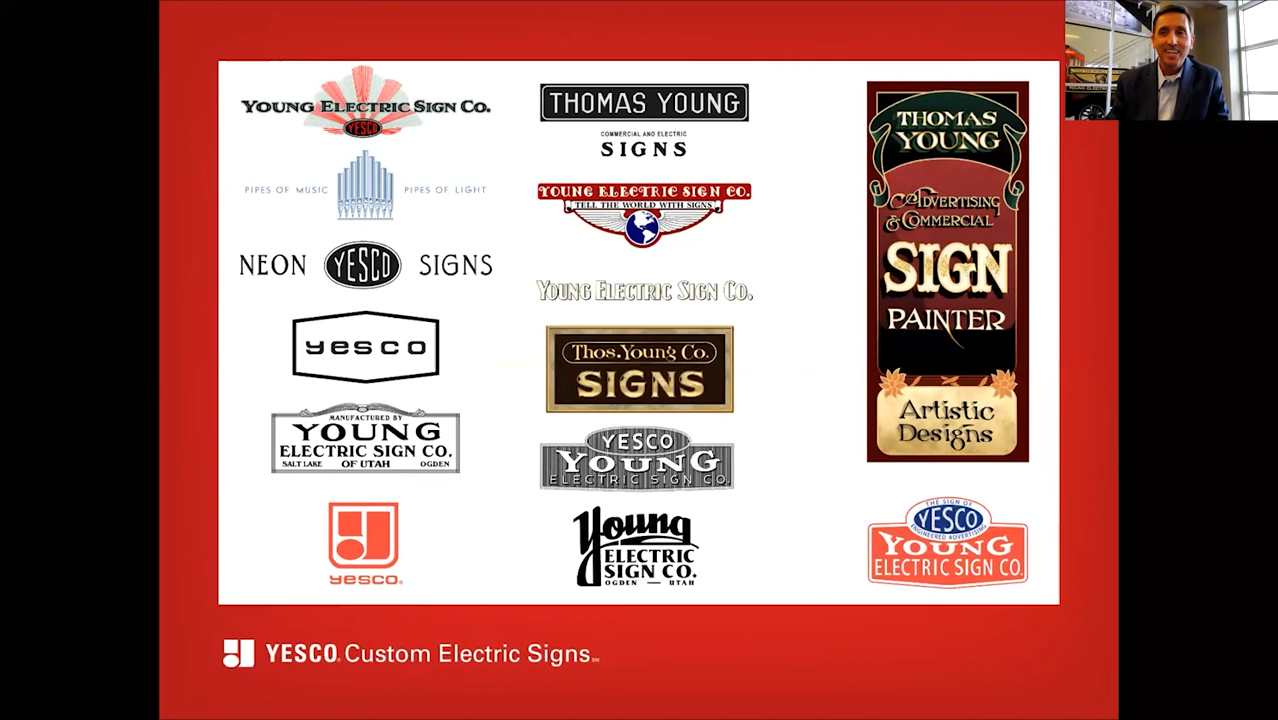 YOUNG ELECTRIC SIGN CO.
YESCO
PIPES OF MUSIC PIPES OF LIGHT
NEON YESCO SIGNS
yesco
MANUFACTURED BY
YOUNG
ELECTRIC SIGN CO.
SALT LAKE OF UTAH OGDEN
yesco®
THOMAS YOUNG
COMMERCIAL AND ELECTRIC
SIGNS
YOUNG ELECTRIC SIGN CO.
TELL THE WORLD WITH SIGNS
YOUNG ELECTRIC SIGN CO.
Thos. Young Co.
SIGNS
YESCO
YOUNG
ELECTRIC SIGN CO.
Young
ELECTRIC
SIGN CO.
OGDEN — UTAH
THOMAS
YOUNG
ADVERTISING
& COMMERCIAL
SIGN
PAINTER
Artistic
Designs
THE SIGN OF
YESCO
ENGINEERED ADVERTISING
YOUNG
ELECTRIC SIGN CO.
YESCO® Custom Electric Signs℠